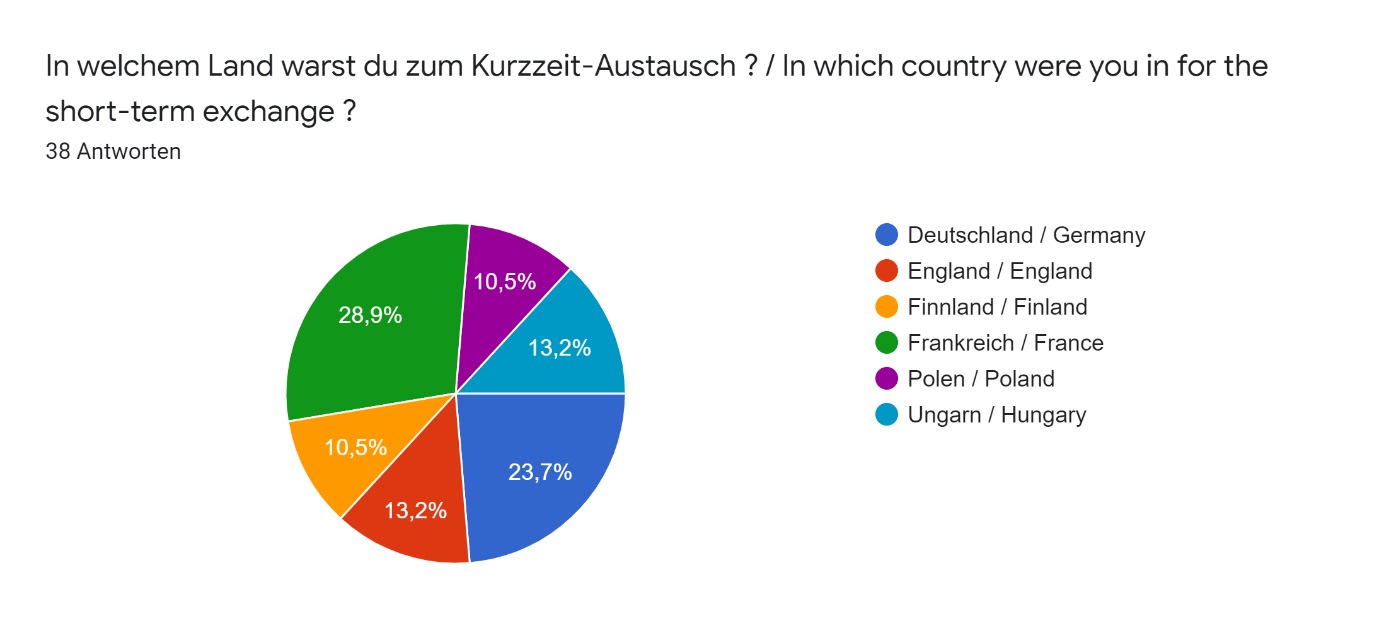 In welchem Land warst du zum Kurzzeit-Austausch ? / In which country were you in for the
short-term exchange ?
38 Antworten
Deutschland / Germany
England / England
Finnland / Finland
Frankreich / France
Polen / Poland
Ungarn / Hungary
10,5%
28,9%
13,2%
10,5%
23,7%
13,2%